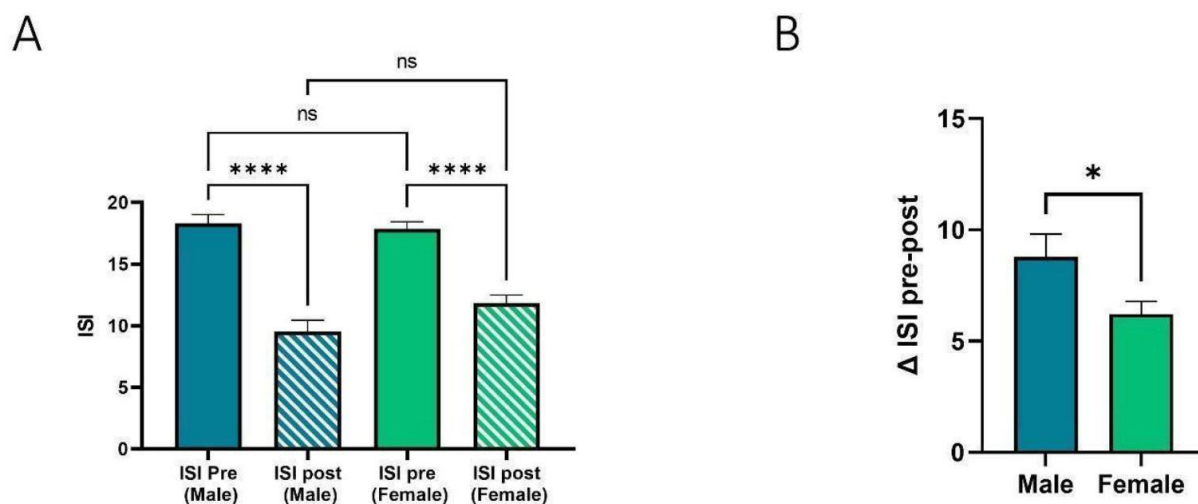 A
B
ns
ns
****
****
20
15
10
5
0
ISI
ISI Pre
(Male)
ISI post
(Male)
ISI pre
(Female)
ISI post
(Female)
15
10
5
0
Δ ISI pre-post
*
Male
Female